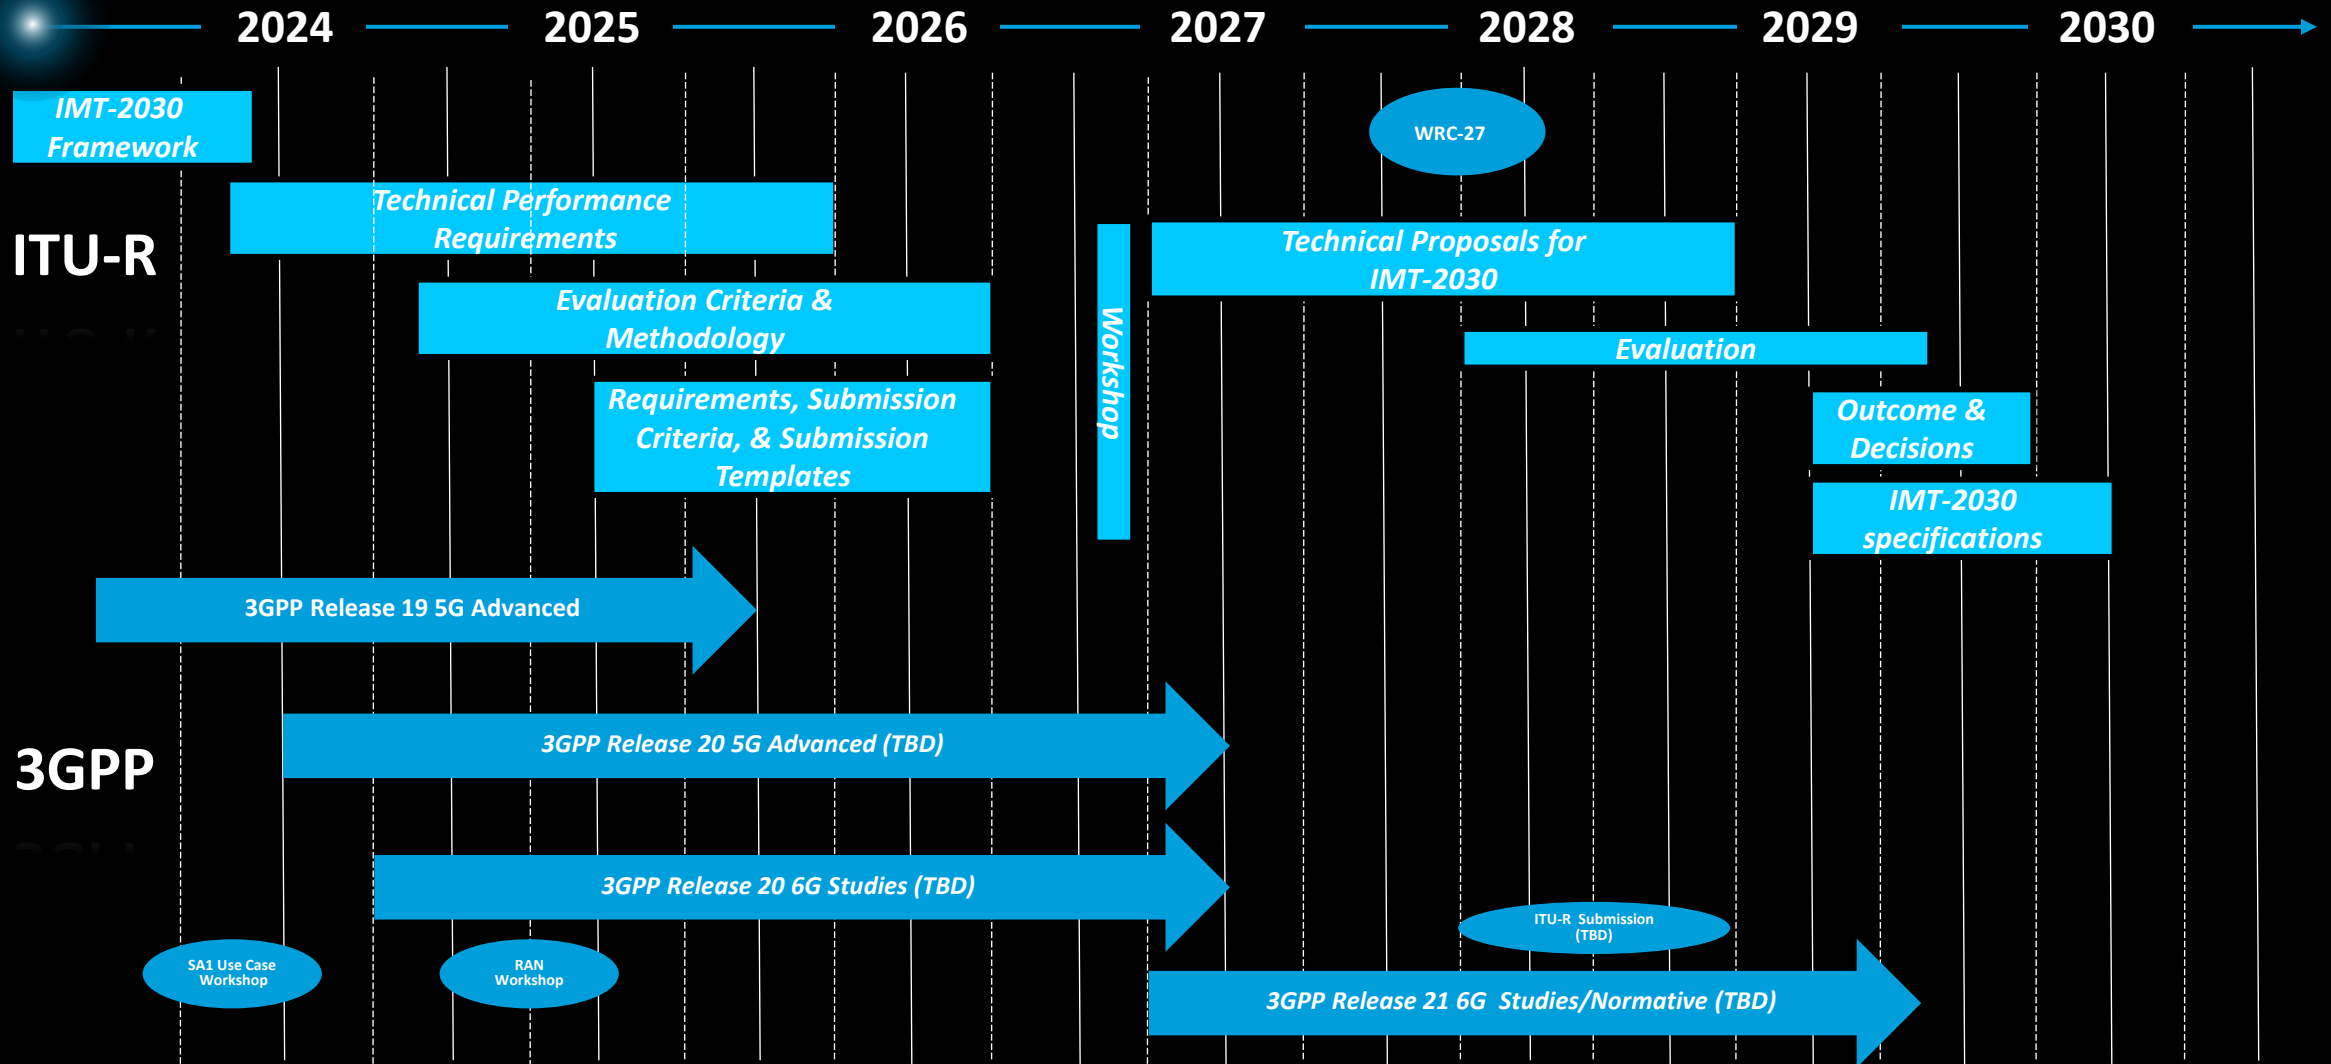 2024
2025
2026
2027
2028
2029
2030
IMT-2030
Framework
WRC-27
Technical Performance
Requirements
ITU-R
Technical Proposals for
IMT-2030
Evaluation Criteria &
Methodology
Workshop
Evaluation
Requirements, Submission
Criteria, & Submission
Templates
Outcome &
Decisions
IMT-2030
specifications
3GPP Release 19 5G Advanced
3GPP
3GPP Release 20 5G Advanced (TBD)
3GPP Release 20 6G Studies (TBD)
ITU-R Submission
(TBD)
SA1 Use Case
Workshop
RAN
Workshop
3GPP Release 21 6G Studies/Normative (TBD)